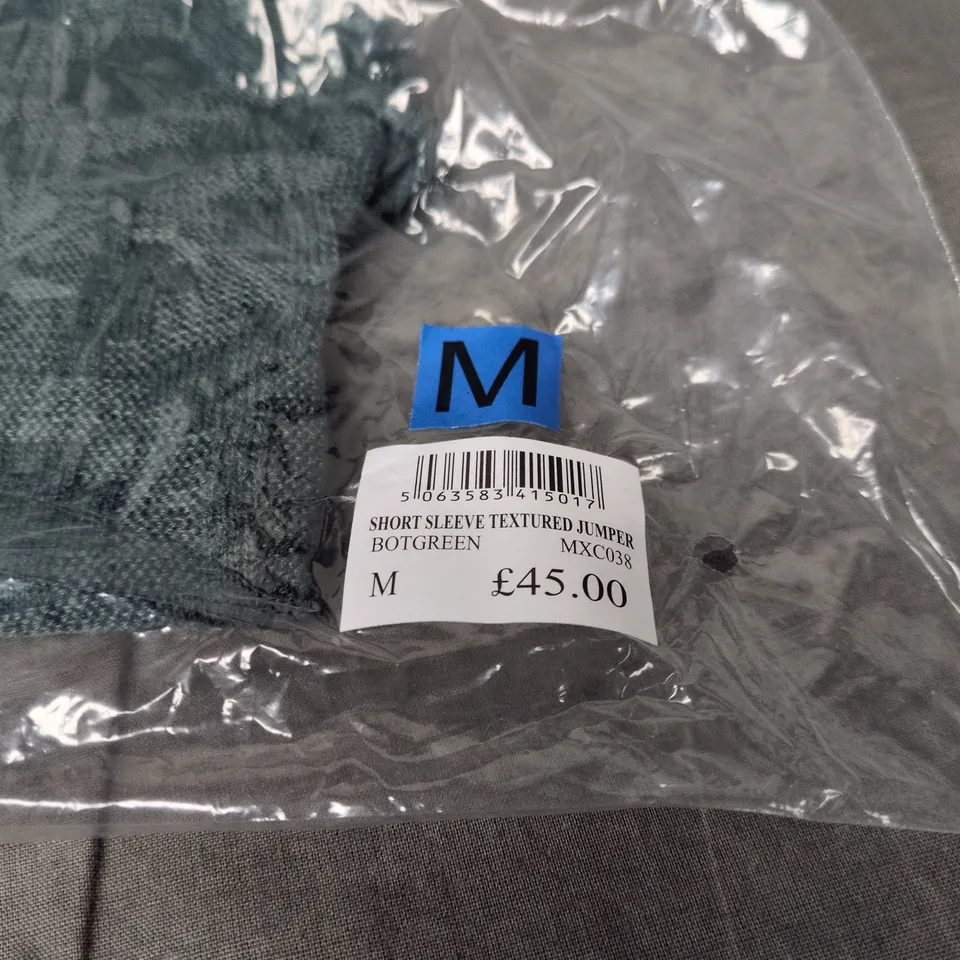 M
5 063583 415017
SHORT SLEEVE TEXTURED JUMPER
BOTGREEN MXC038
M £45.00